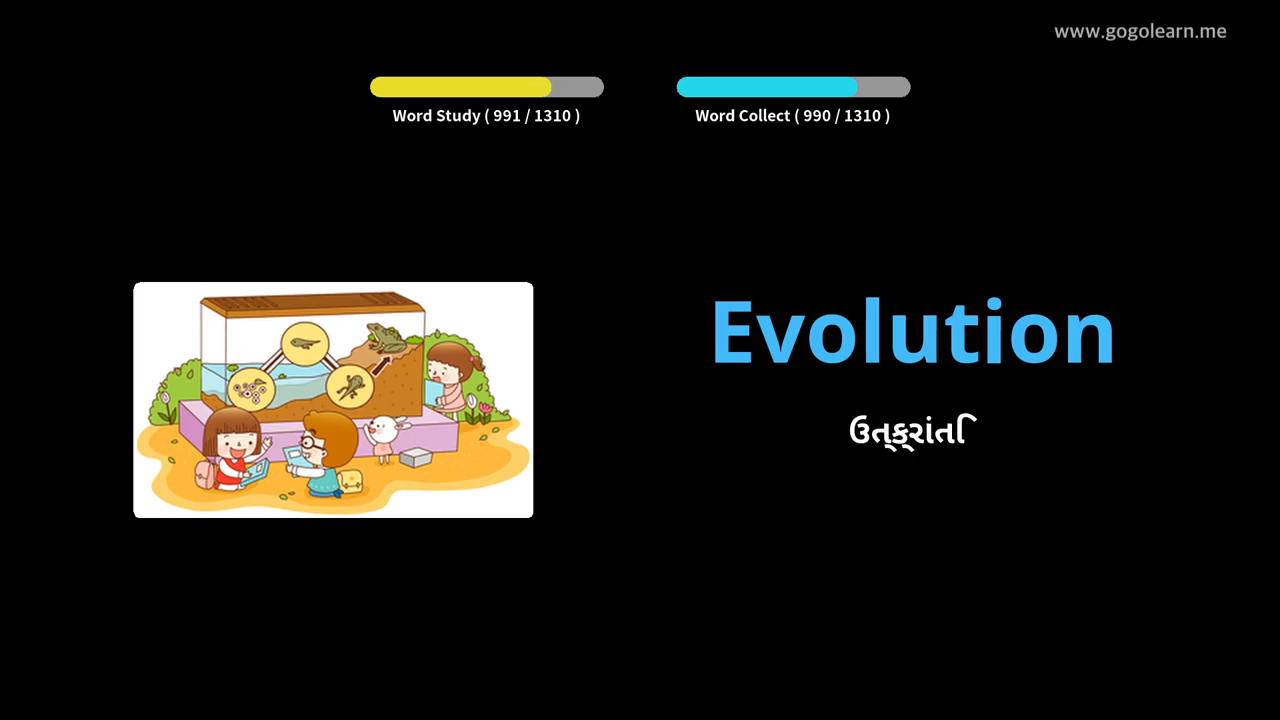 www.gogolearn.me
Word Study ( 991 / 1310 )
Word Collect ( 990 / 1310 )
Evolution
ઉત્ક્રાંતિ